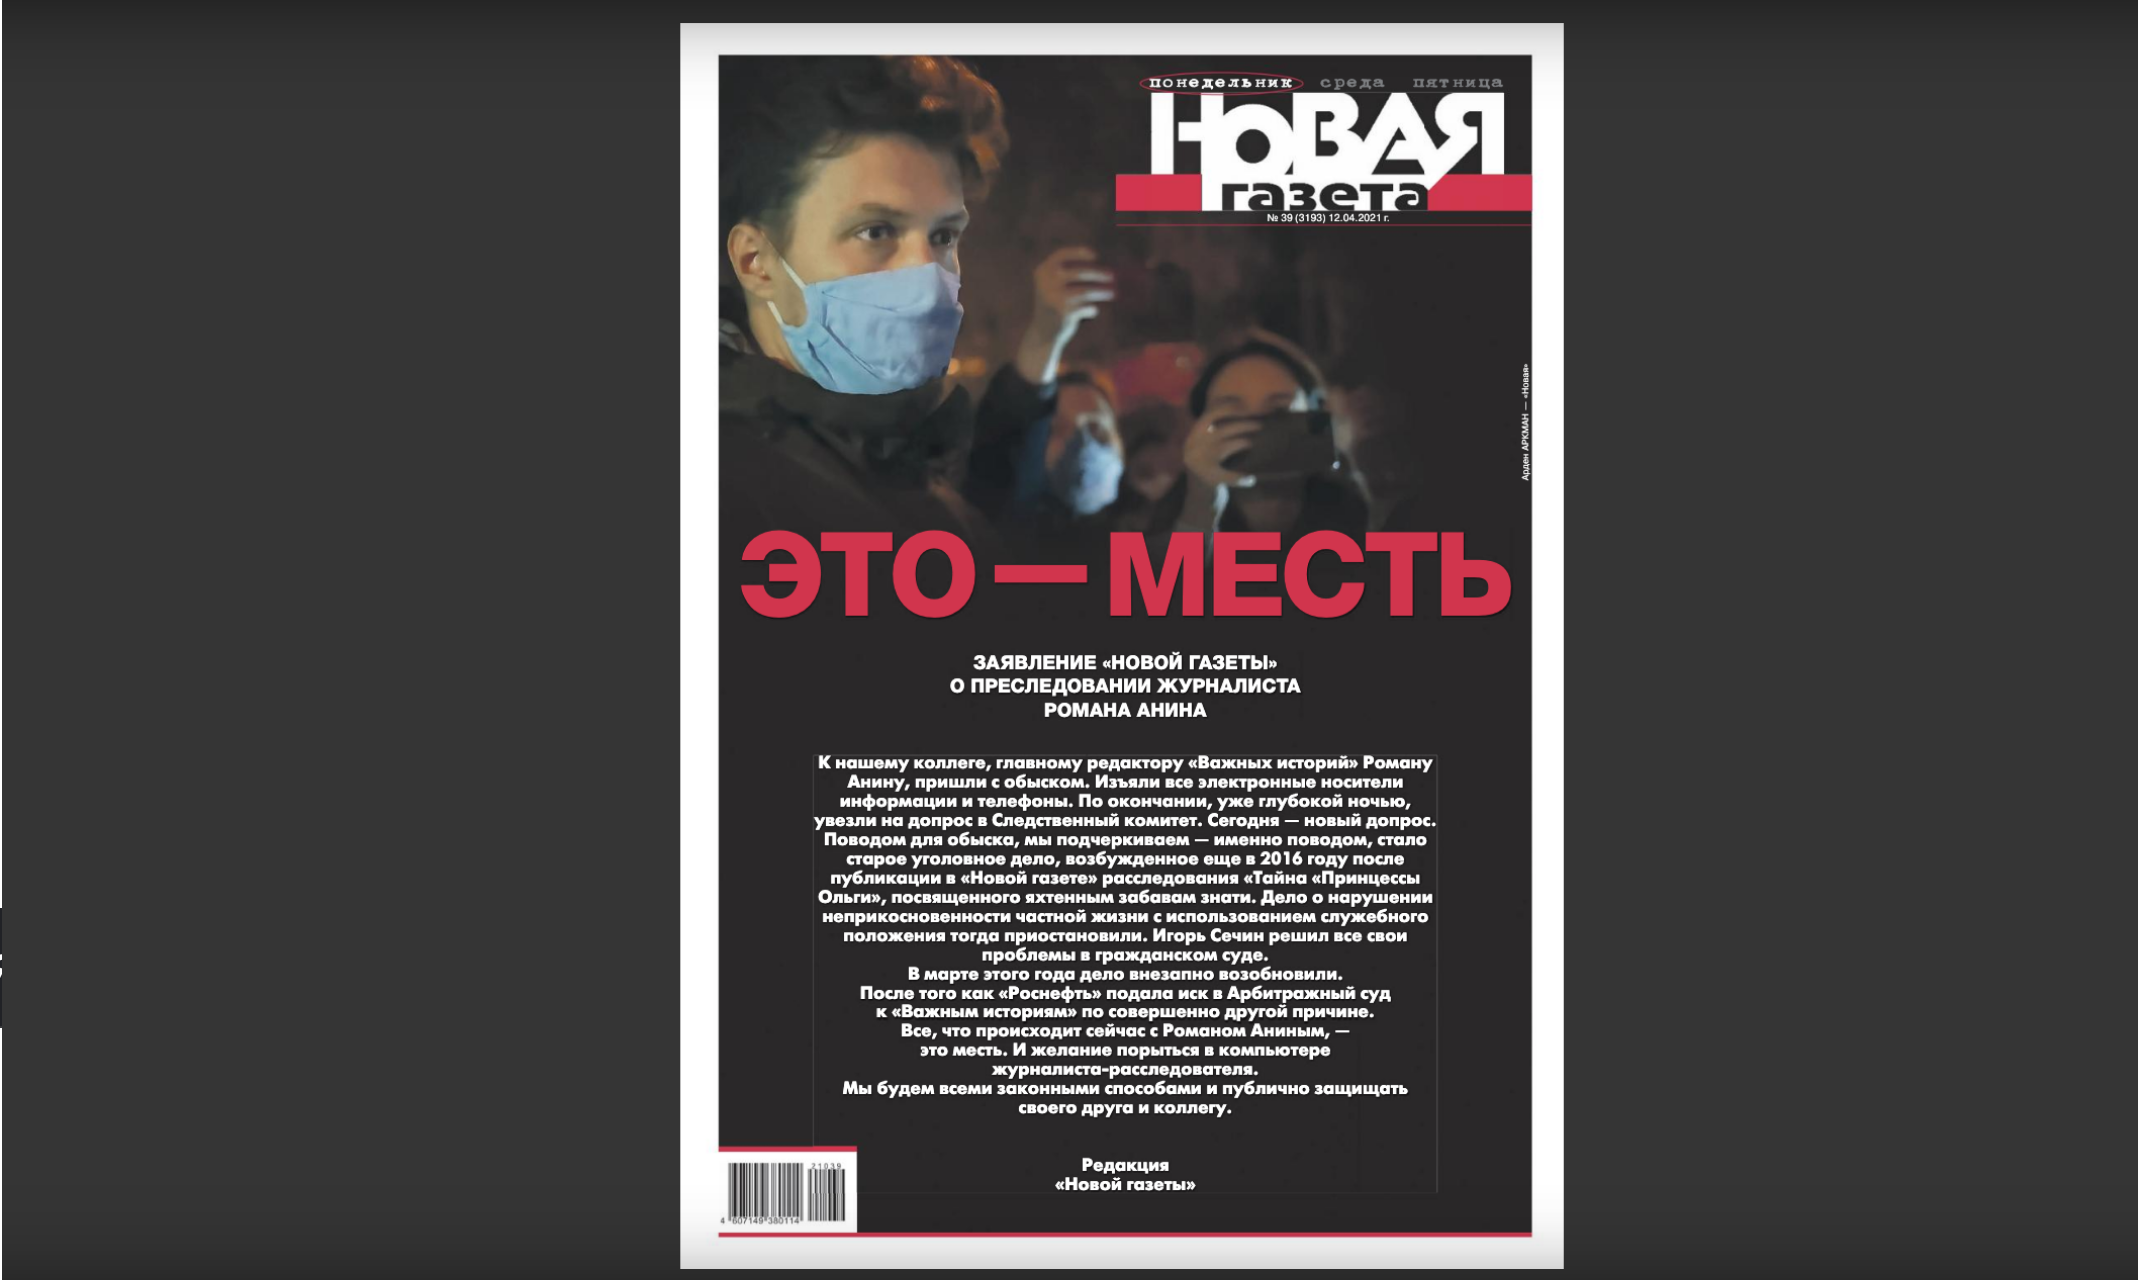 понедельник среда пятница
НОВАЯ
газета
№ 39 (3193) 12.04.2021 г.
Арден АРКМАН — «Новая»
ЭТО — МЕСТЬ
ЗАЯВЛЕНИЕ «НОВОЙ ГАЗЕТЫ»
О ПРЕСЛЕДОВАНИИ ЖУРНАЛИСТА
РОМАНА АНИНА
К нашему коллеге, главному редактору «Важных историй» Роману
Анину, пришли с обыском. Изъяли все электронные носители
информации и телефоны. По окончании, уже глубокой ночью,
увезли на допрос в Следственный комитет. Сегодня — новый допрос.
Поводом для обыска, мы подчеркиваем — именно поводом, стало
старое уголовное дело, возбужденное еще в 2016 году после
публикации в «Новой газете» расследования «Тайна «Принцессы
Ольги», посвященного яхтенным забавам знати. Дело о нарушении
неприкосновенности частной жизни с использованием служебного
положения тогда приостановили. Игорь Сечин решил все свои
проблемы в гражданском суде.
В марте этого года дело внезапно возобновили.
После того как «Роснефть» подала иск в Арбитражный суд
к «Важным историям» по совершенно другой причине.
Все, что происходит сейчас с Романом Аниным, —
это месть. И желание порыться в компьютере
журналиста-расследователя.
Мы будем всеми законными способами и публично защищать
своего друга и коллегу.
Редакция
«Новой газеты»
21039
4 607149 380114